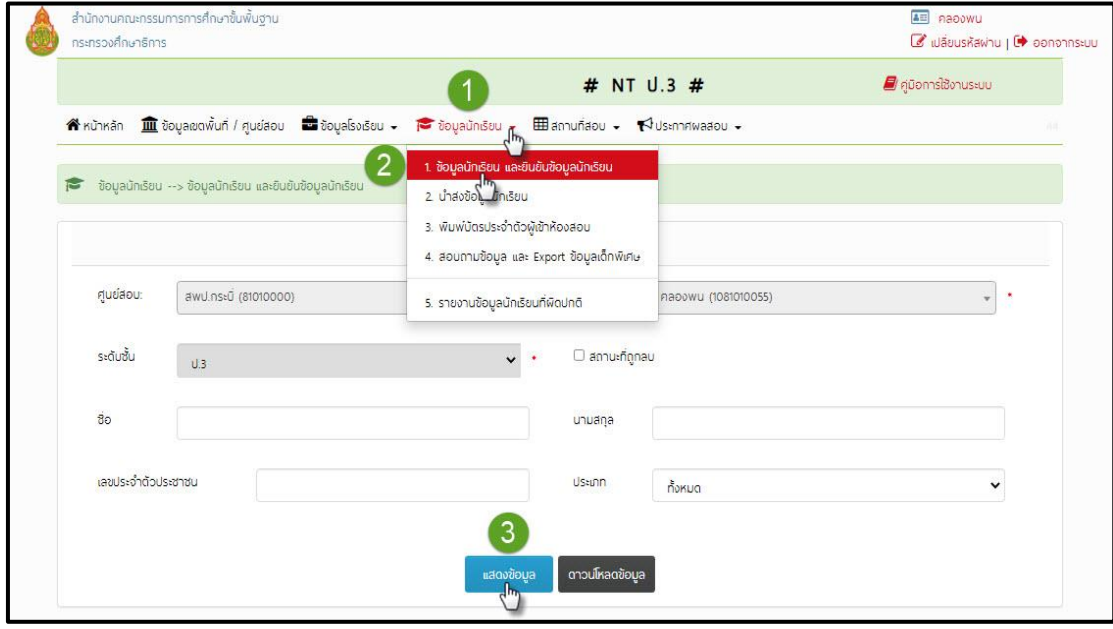 สำนักงานคณะกรรมการการศึกษาขั้นพื้นฐาน
กระทรวงศึกษาธิการ
คลองพน
เปลี่ยนรหัสผ่าน | ออกจากระบบ
# NT ป.3 #
คู่มือการใช้งานระบบ
1
หน้าหลัก ข้อมูลเขตพื้นที่ / ศูนย์สอบ ข้อมูลโรงเรียน ข้อมูลนักเรียน สถานที่สอบ ประกาศผลสอบ
2
1. ข้อมูลนักเรียน และยืนยันข้อมูลนักเรียน
ข้อมูลนักเรียน --> ข้อมูลนักเรียน และยืนยันข้อมูลนักเรียน
2. นำส่งข้อมูลนักเรียน
3. พิมพ์บัตรประจำตัวผู้เข้าห้องสอบ
4. สอบถามข้อมูล และ Export ข้อมูลเด็กพิเศษ
5. รายงานข้อมูลนักเรียนที่ผิดปกติ
ศูนย์สอบ: สพป.กระบี่ (81010000) คลองพน (1081010055) *
ระดับชั้น ป.3 * สถานะที่ถูกลบ
ชื่อ นามสกุล
เลขประจำตัวประชาชน ประเภท ทั้งหมด
3
แสดงข้อมูล ดาวน์โหลดข้อมูล